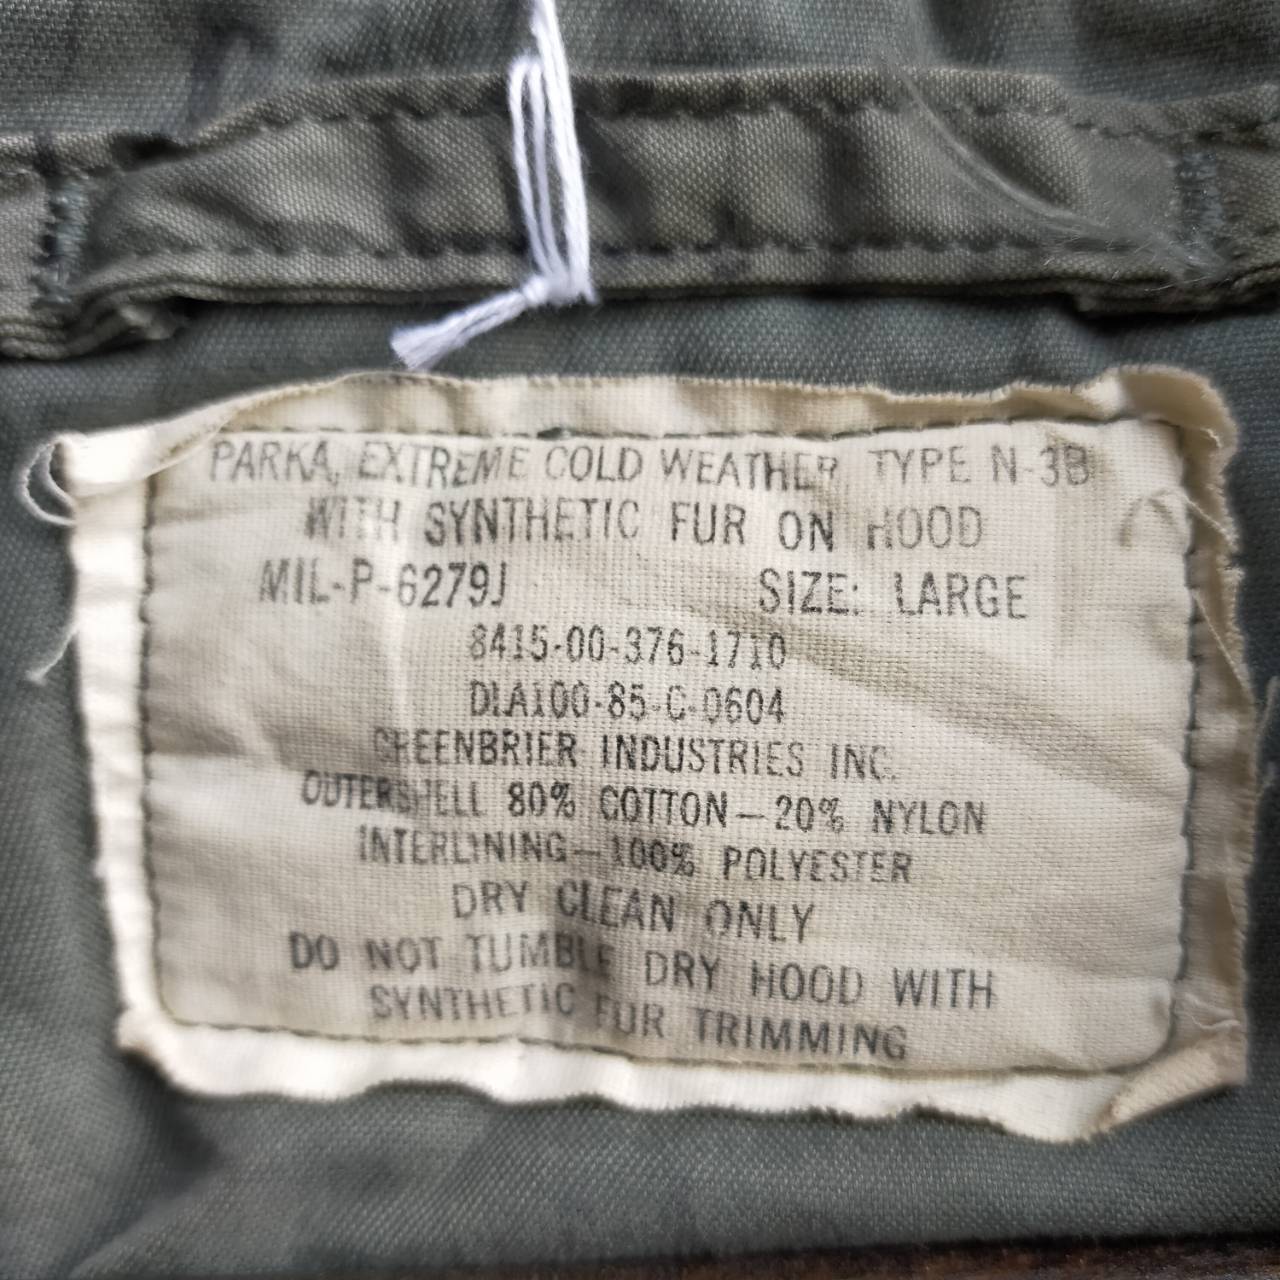 PARKA, EXTREME COLD WEATHER TYPE N-3B
WITH SYNTHETIC FUR ON HOOD
MIL-P-6279J SIZE: LARGE
8415-00-376-1710
DLA100-85-C-0604
GREENBRIER INDUSTRIES INC.
OUTERSHELL 80% COTTON—20% NYLON
INTERLINING—100% POLYESTER
DRY CLEAN ONLY
DO NOT TUMBLE DRY HOOD WITH
SYNTHETIC FUR TRIMMING